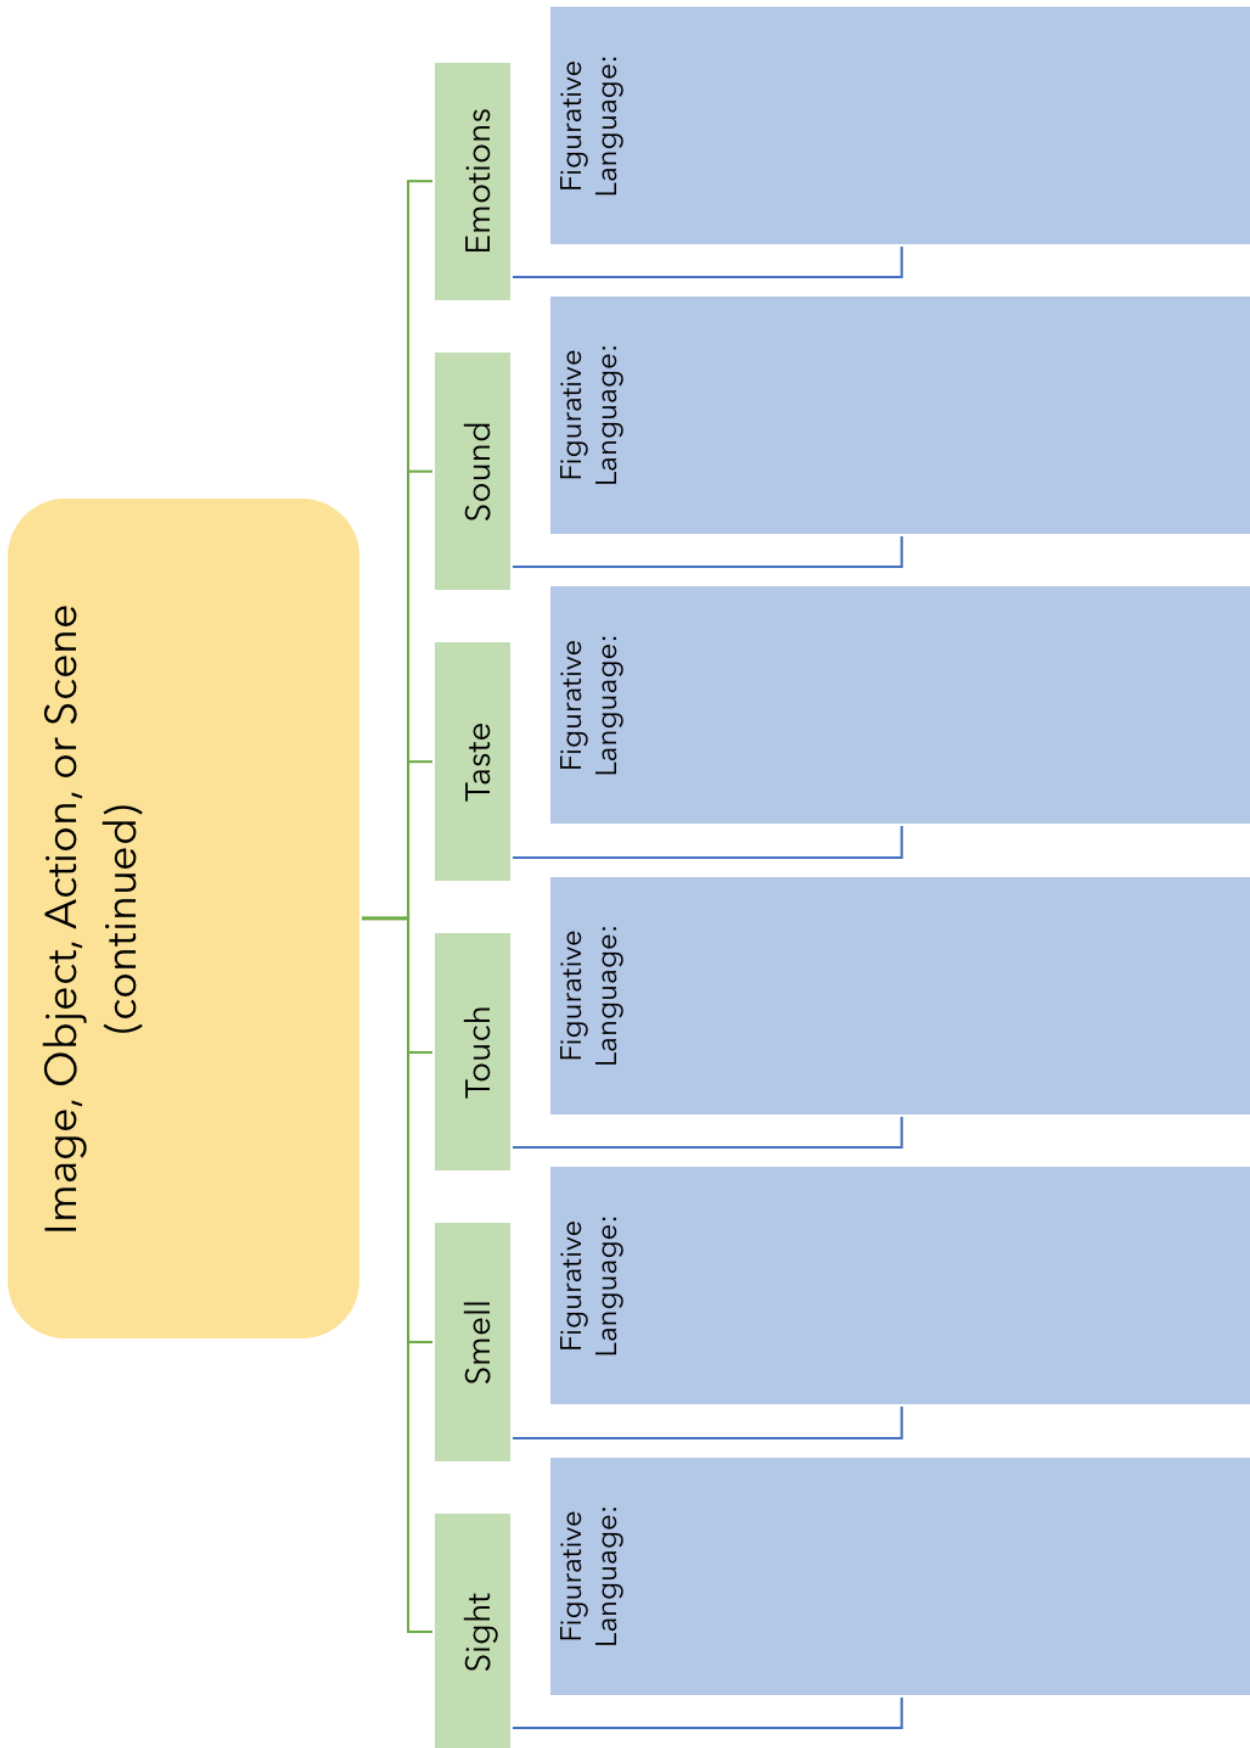 Image, Object, Action, or Scene
(continued)
Sight
Smell
Touch
Taste
Sound
Emotions
Figurative
Language:
Figurative
Language:
Figurative
Language:
Figurative
Language:
Figurative
Language:
Figurative
Language: